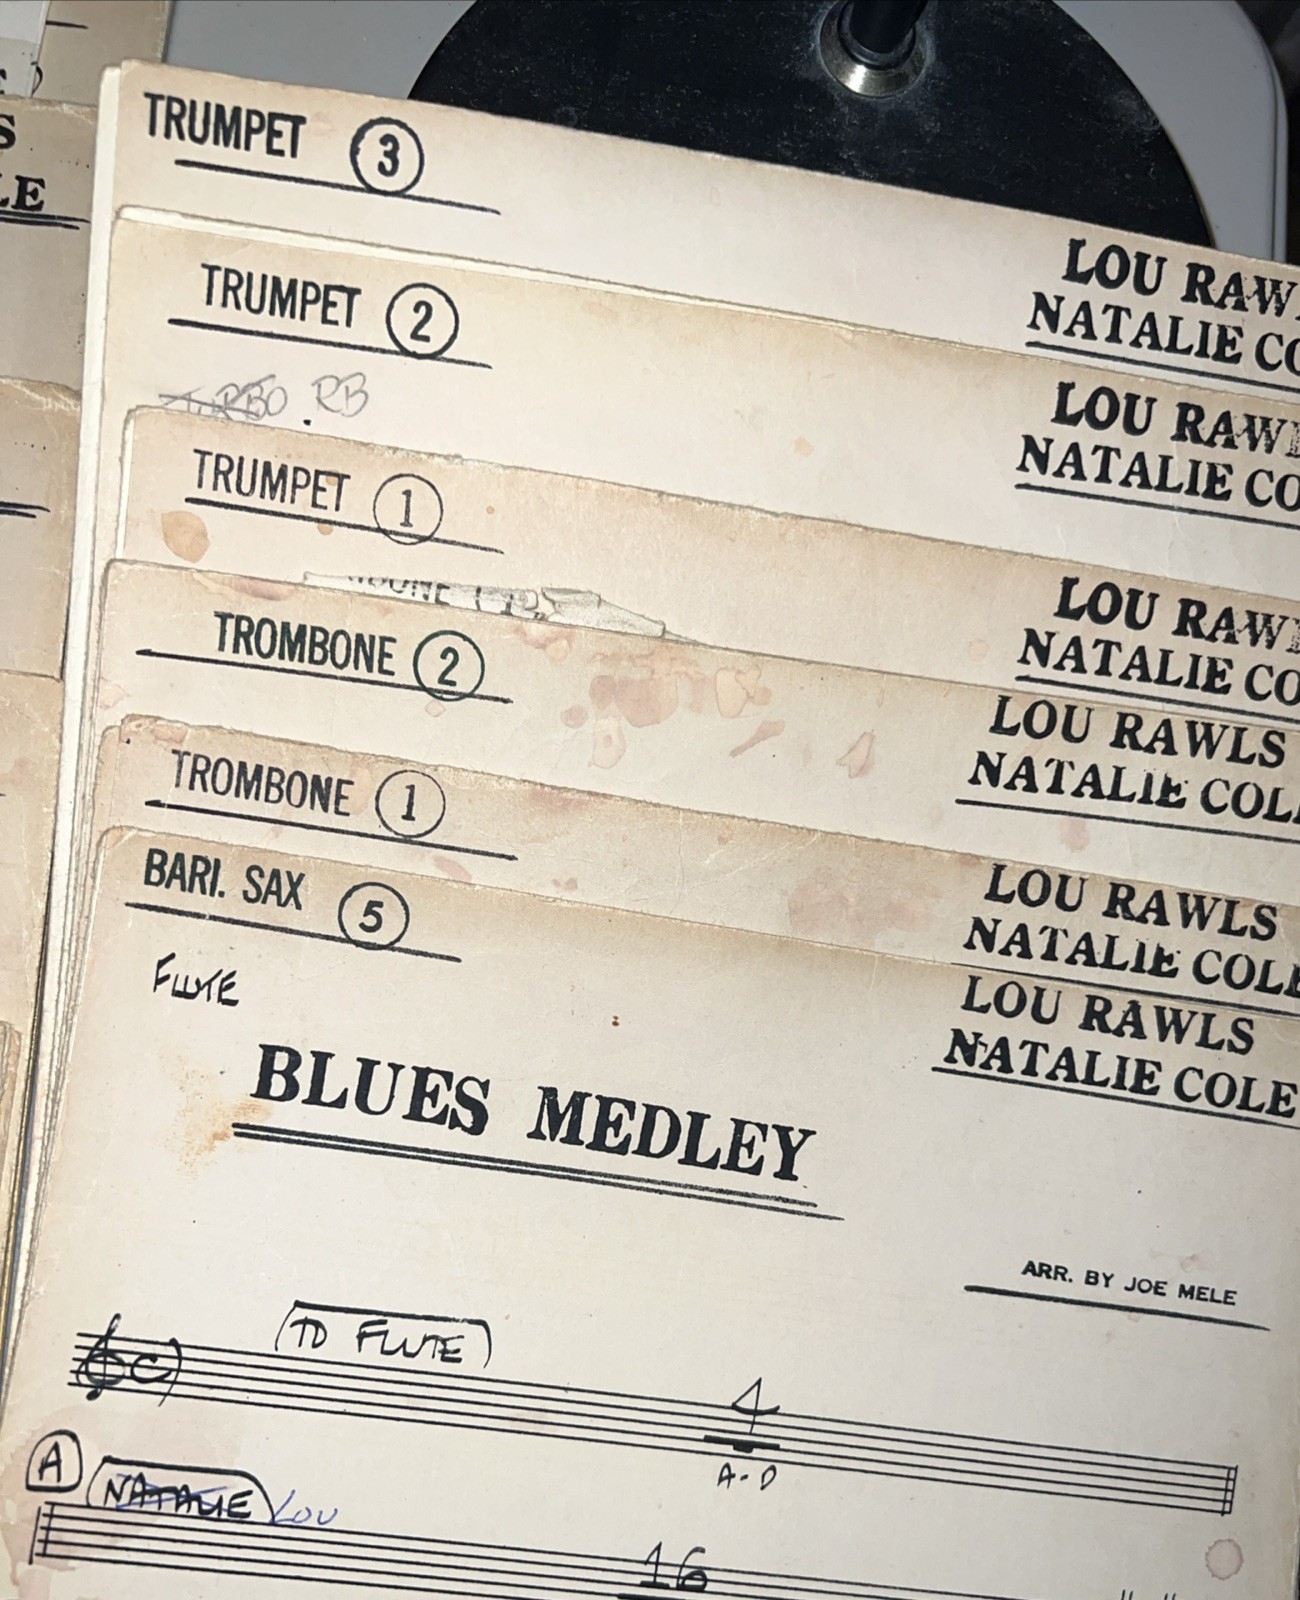 TRUMPET 3
LOU RAW
NATALIE CO
TRUMPET 2
RB
LOU RAW
NATALIE CO
TRUMPET 1
LOU RAW
NATALIE CO
TROMBONE 2
LOU RAWLS
NATALIE COL
TROMBONE 1
LOU RAWLS
NATALIE COLE
BARI. SAX 5
LOU RAWLS
NATALIE COLE
FLUTE
BLUES MEDLEY
ARR. BY JOE MELE
TO FLUTE
C
4
A-D
A
NATALIE LOU
16
S
LE